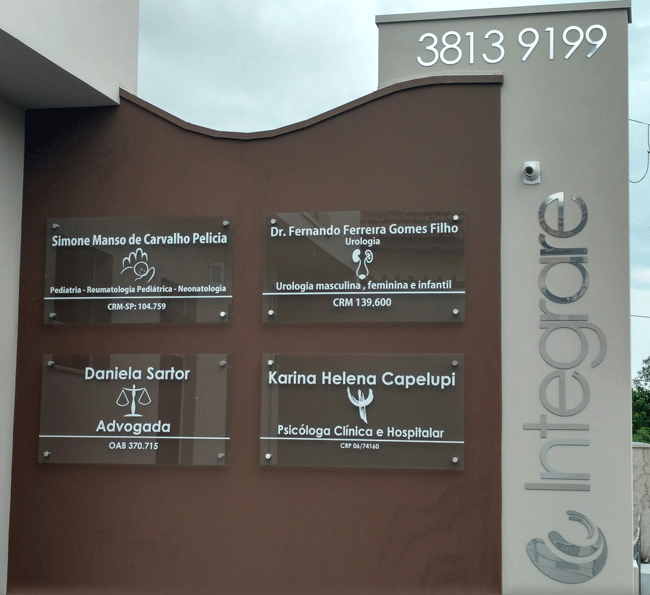 3813 9199
Simone Manso de Carvalho Pelicia
Pediatria - Reumatologia Pediátrica - Neonatologia
CRM-SP: 104.759
Dr. Fernando Ferreira Gomes Filho
Urologia
Urologia masculina , feminina e infantil
CRM 139.600
Daniela Sartor
Advogada
OAB 370.715
Karina Helena Capelupi
Psicóloga Clínica e Hospitalar
CRP 06/74160
Integrare